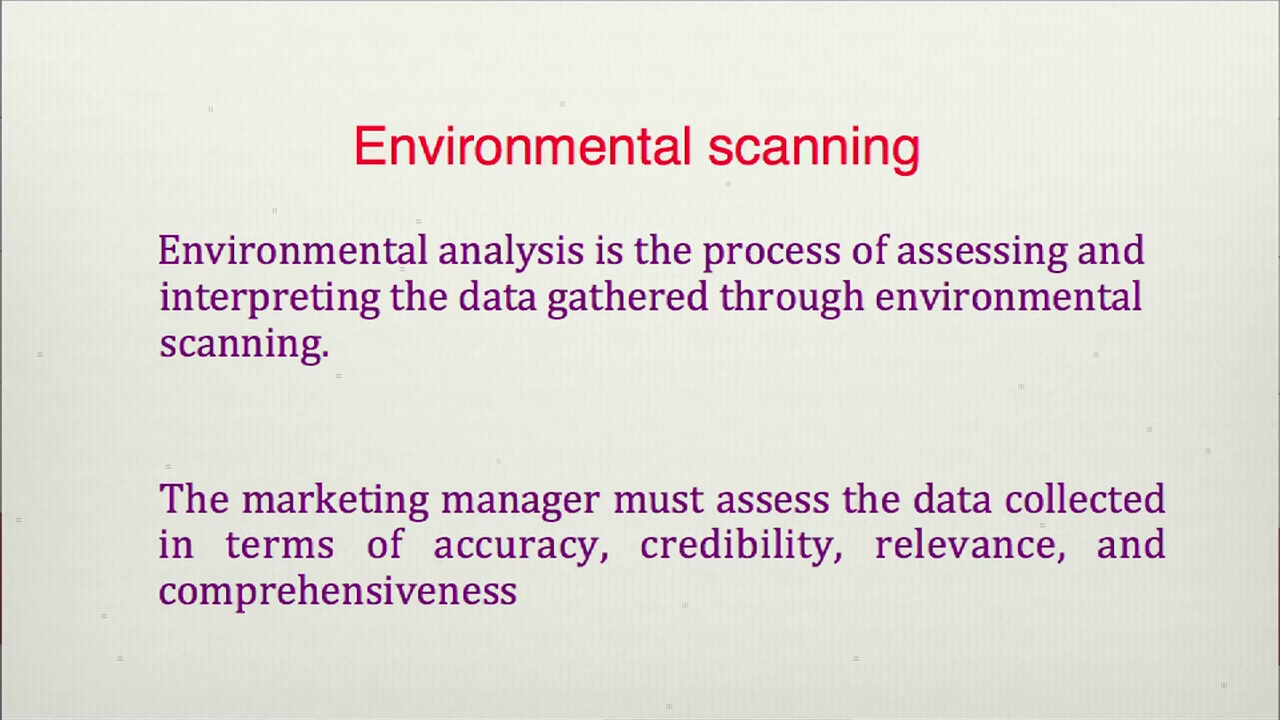 Environmental scanning
Environmental analysis is the process of assessing and
interpreting the data gathered through environmental
scanning.
The marketing manager must assess the data collected
in terms of accuracy, credibility, relevance, and
comprehensiveness